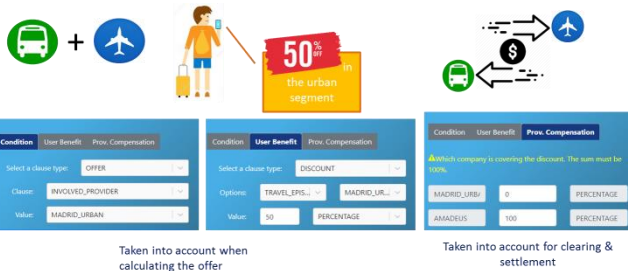 50% OFF in
the urban
segment
$
Condition User Benefit Prov. Compensation
Select a clause type: OFFER
Clause: INVOLVED_PROVIDER
Value: MADRID_URBAN
Condition User Benefit Prov. Compensation
Select a clause type: DISCOUNT
Options: TRAVEL_EPIS... MADRID_UR...
Value: 50 PERCENTAGE
Condition User Benefit Prov. Compensation
Which company is covering the discount. The sum must be
100%.
MADRID_URB/ 0 PERCENTAGE
AMADEUS 100 PERCENTAGE
Taken into account when
calculating the offer
Taken into account for clearing &
settlement